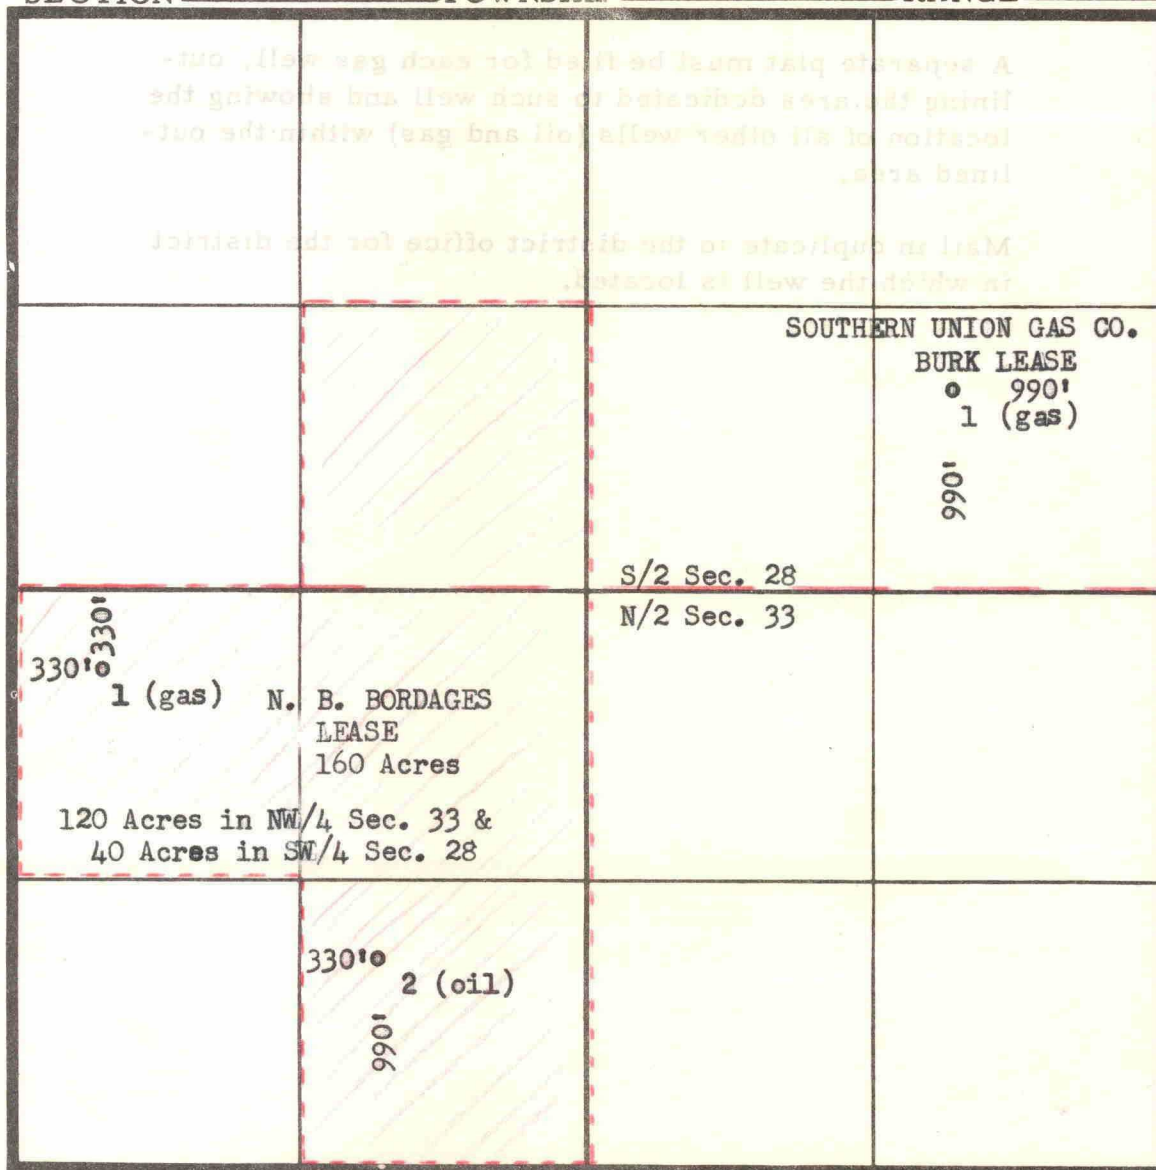 SECTION TOWNSHIP RANGE
A separate plat must be filed for each gas well, out-
lining the area dedicated to such well and showing the
location of all other wells (oil and gas) within the out-
lined area.
Mail in duplicate to the district office for the district
in which the well is located.
SOUTHERN UNION GAS CO.
BURK LEASE
990'
1 (gas)
990'
S/2 Sec. 28
N/2 Sec. 33
330'
330'
1 (gas)
N. B. BORDAGES
LEASE
160 Acres
120 Acres in NW/4 Sec. 33 &
40 Acres in SW/4 Sec. 28
330'
2 (oil)
990'